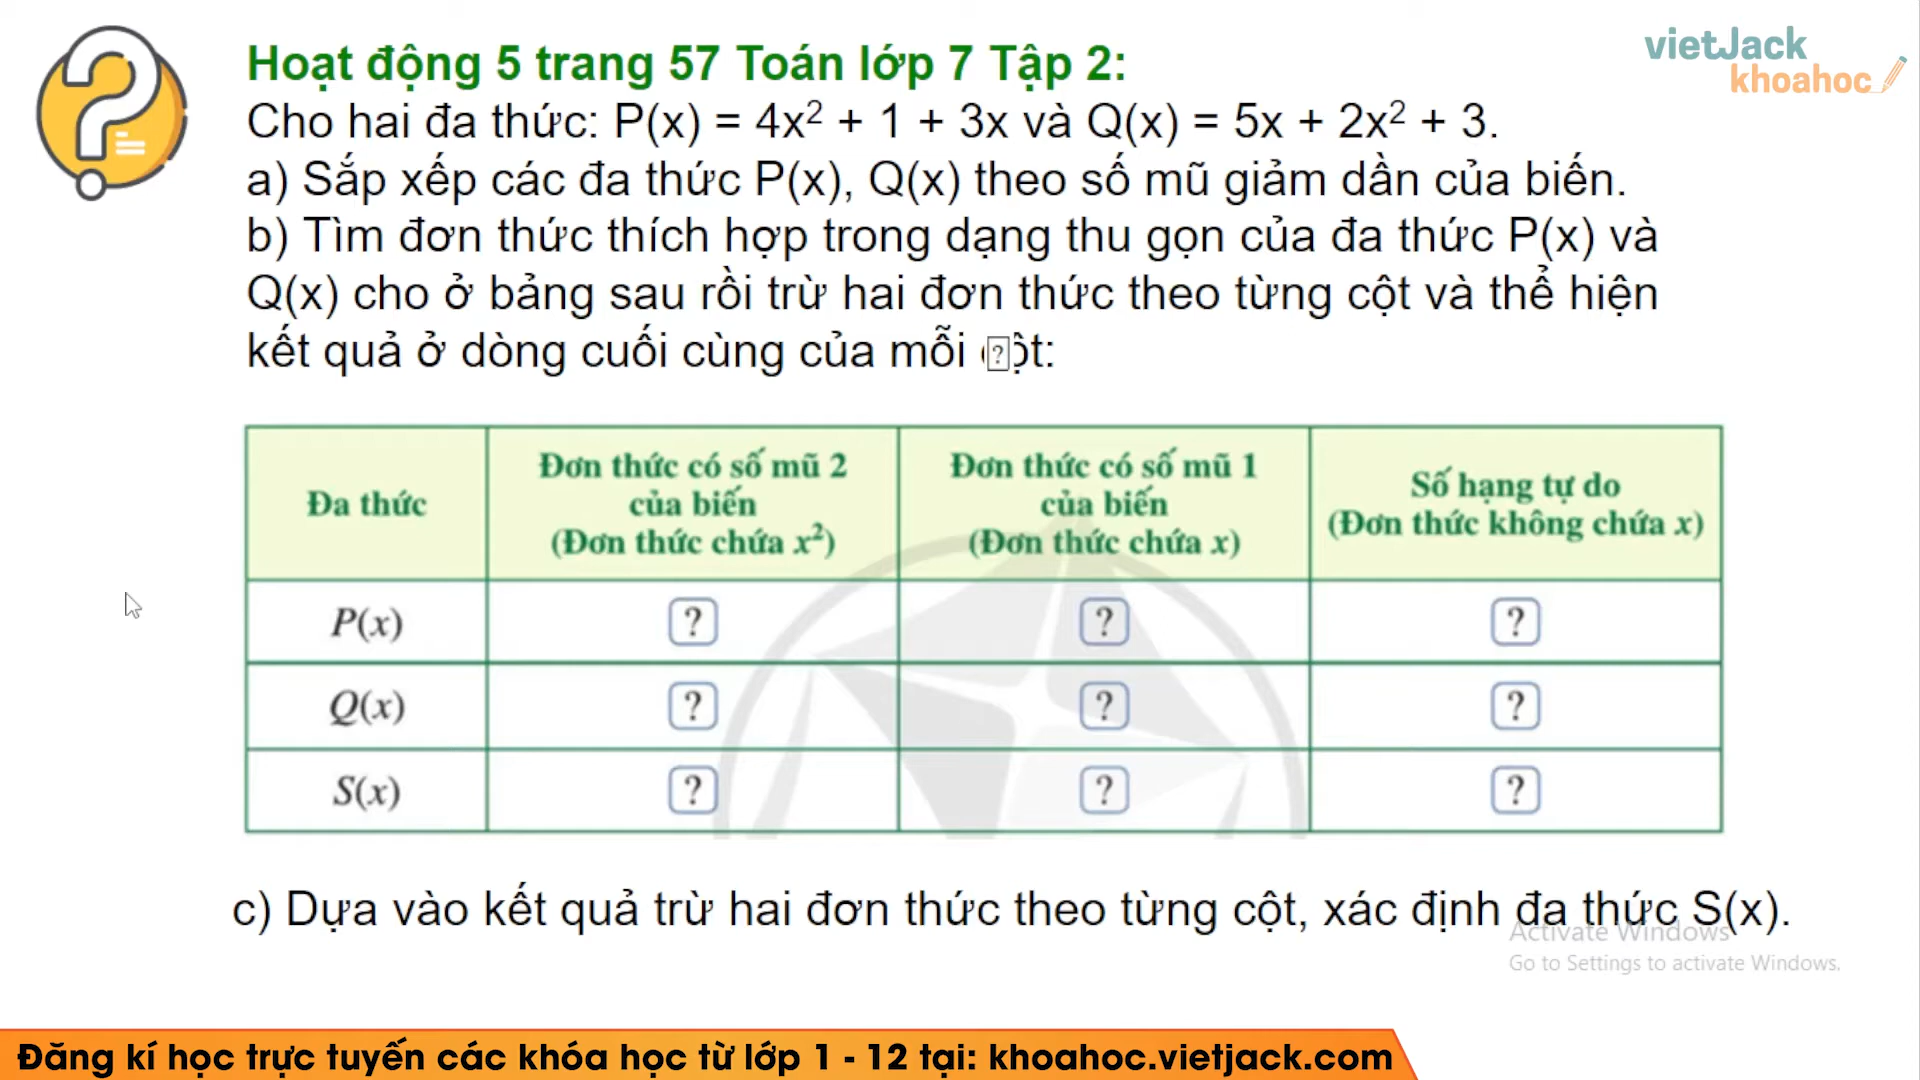 vietJack
khoahoc
Hoạt động 5 trang 57 Toán lớp 7 Tập 2:
Cho hai đa thức: P(x) = 4x² + 1 + 3x và Q(x) = 5x + 2x² + 3.
a) Sắp xếp các đa thức P(x), Q(x) theo số mũ giảm dần của biến.
b) Tìm đơn thức thích hợp trong dạng thu gọn của đa thức P(x) và
Q(x) cho ở bảng sau rồi trừ hai đơn thức theo từng cột và thể hiện
kết quả ở dòng cuối cùng của mỗi cột:
Đa thức
Đơn thức có số mũ 2
của biến
(Đơn thức chứa x²)
Đơn thức có số mũ 1
của biến
(Đơn thức chứa x)
Số hạng tự do
(Đơn thức không chứa x)
P(x) ? ? ?
Q(x) ? ? ?
S(x) ? ? ?
c) Dựa vào kết quả trừ hai đơn thức theo từng cột, xác định đa thức S(x).
Activate Windows
Go to Settings to activate Windows.
Đăng kí học trực tuyến các khóa học từ lớp 1 - 12 tại: khoahoc.vietjack.com